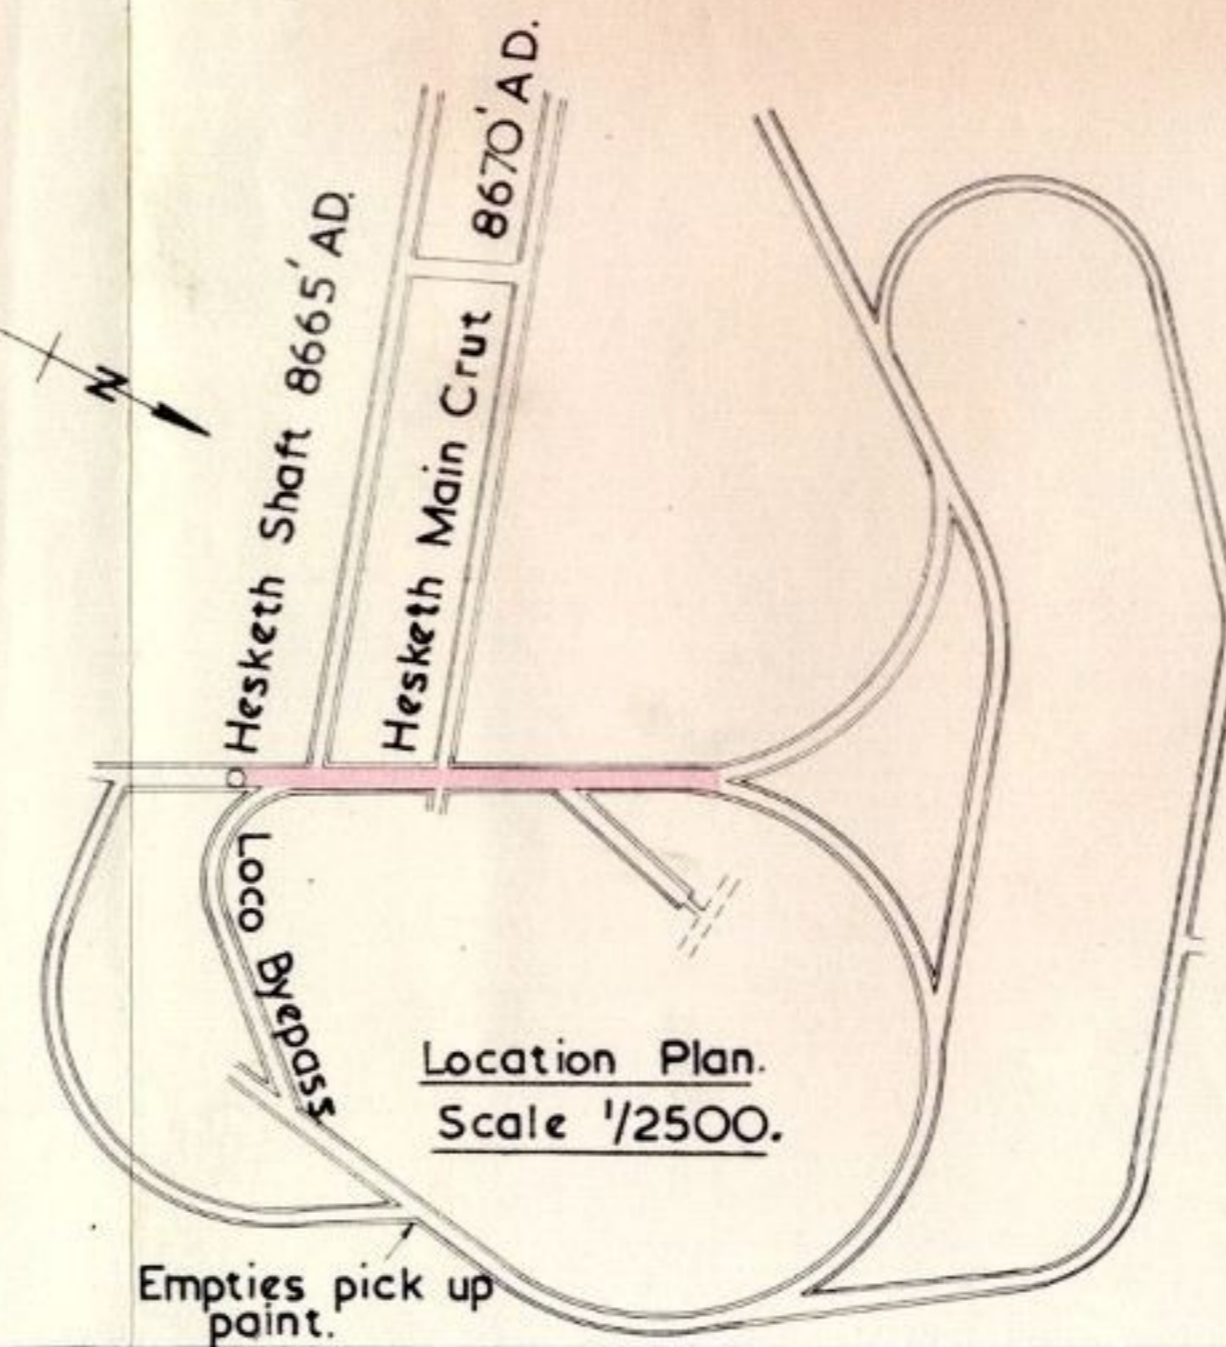 Hesketh Shaft 8665' AD.
Hesketh Main Crut 8670' AD.
N
Loco Byepass
Location Plan.
Scale 1/2500.
Empties pick up
paint.